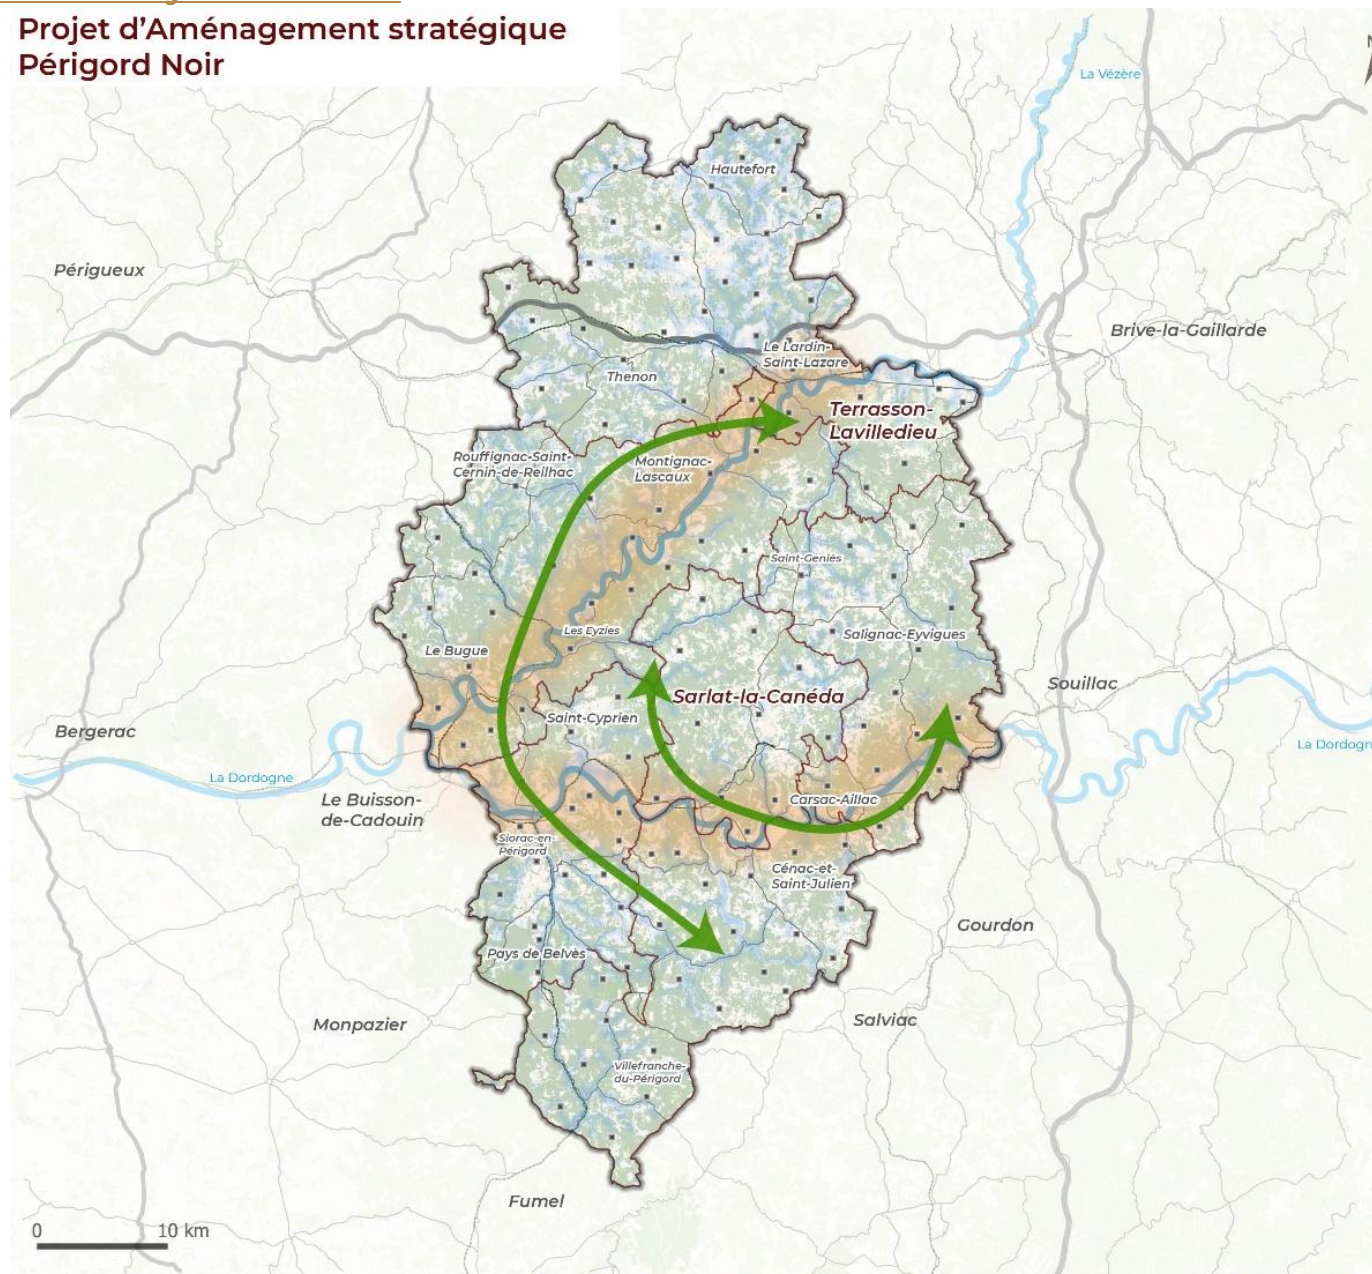 Projet d'Aménagement stratégique
Périgord Noir
La Vézère
Hautefort
Périgueux
Brive-la-Gaillarde
Le Lardin-
Saint-Lazare
Thenon
Terrasson-
Lavilledieu
Rouffignac-Saint-
Cernin-de-Reilhac
Montignac-
Lascaux
Saint-Geniès
Les Eyzies
Salignac-Eyvigues
Le Bugue
Souillac
Sarlat-la-Canéda
Saint-Cyprien
Bergerac
La Dordogn
La Dordogne
Le Buisson-
de-Cadouin
Carsac-Aillac
Siorac-en-
Périgord
Cénac-et-
Saint-Julien
Gourdon
Pays de Belvès
Monpazier
Salviac
Villefranche-
du-Périgord
Fumel
0 10 km